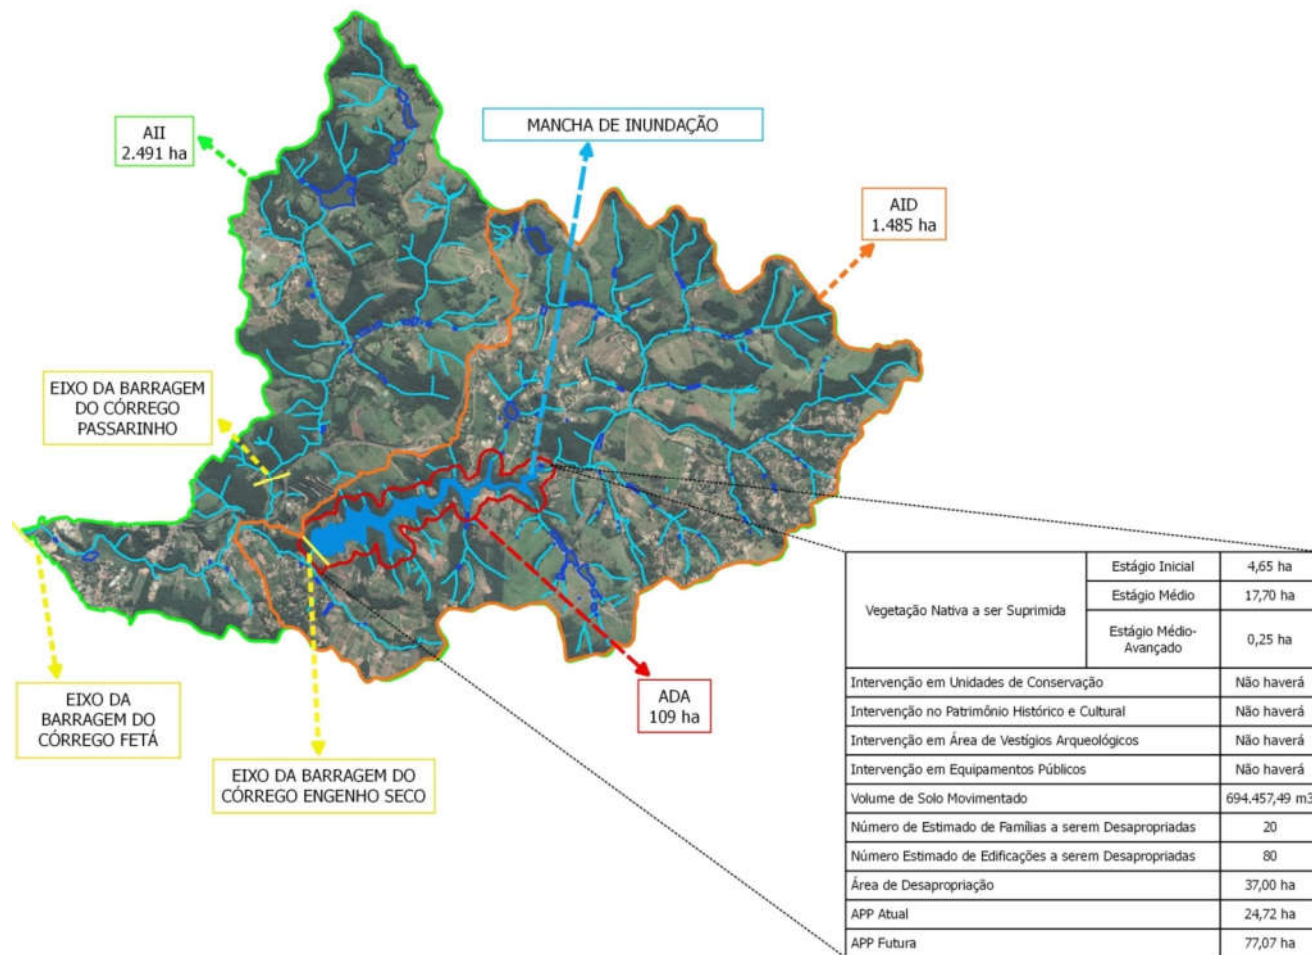 AII
2.491 ha
MANCHA DE INUNDAÇÃO
AID
1.485 ha
EIXO DA BARRAGEM
DO CÓRREGO
PASSARINHO
EIXO DA
BARRAGEM DO
CÓRREGO FETÁ
EIXO DA BARRAGEM DO
CÓRREGO ENGENHO SECO
ADA
109 ha
Vegetação Nativa a ser Suprimida
Estágio Inicial 4,65 ha
Estágio Médio 17,70 ha
Estágio Médio-
Avançado 0,25 ha
Intervenção em Unidades de Conservação Não haverá
Intervenção no Patrimônio Histórico e Cultural Não haverá
Intervenção em Área de Vestígios Arqueológicos Não haverá
Intervenção em Equipamentos Públicos Não haverá
Volume de Solo Movimentado 694.457,49 m3
Número de Estimado de Famílias a serem Desapropriadas 20
Número Estimado de Edificações a serem Desapropriadas 80
Área de Desapropriação 37,00 ha
APP Atual 24,72 ha
APP Futura 77,07 ha